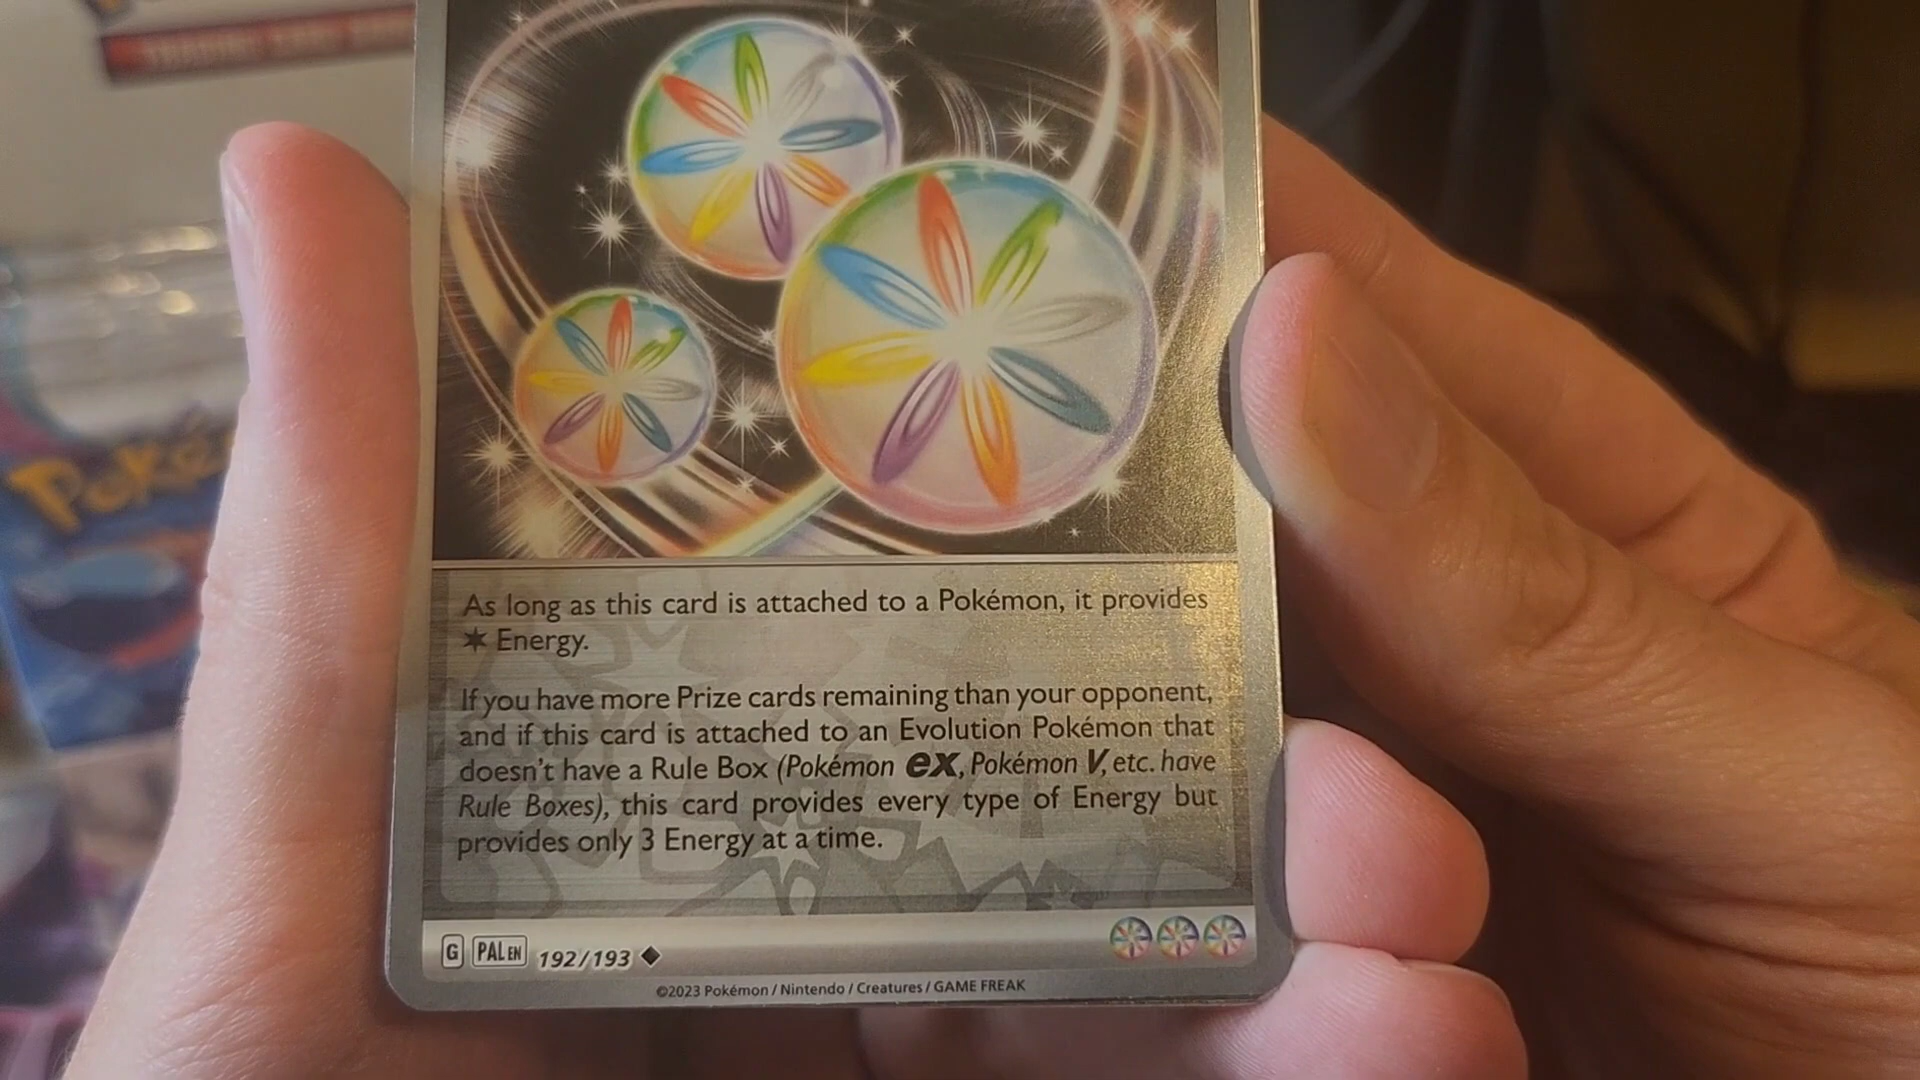 As long as this card is attached to a Pokémon, it provides
✶ Energy.
If you have more Prize cards remaining than your opponent,
and if this card is attached to an Evolution Pokémon that
doesn't have a Rule Box (Pokémon ex, Pokémon V, etc. have
Rule Boxes), this card provides every type of Energy but
provides only 3 Energy at a time.
G PAL EN 192/193 ◆
©2023 Pokémon / Nintendo / Creatures / GAME FREAK
Poké